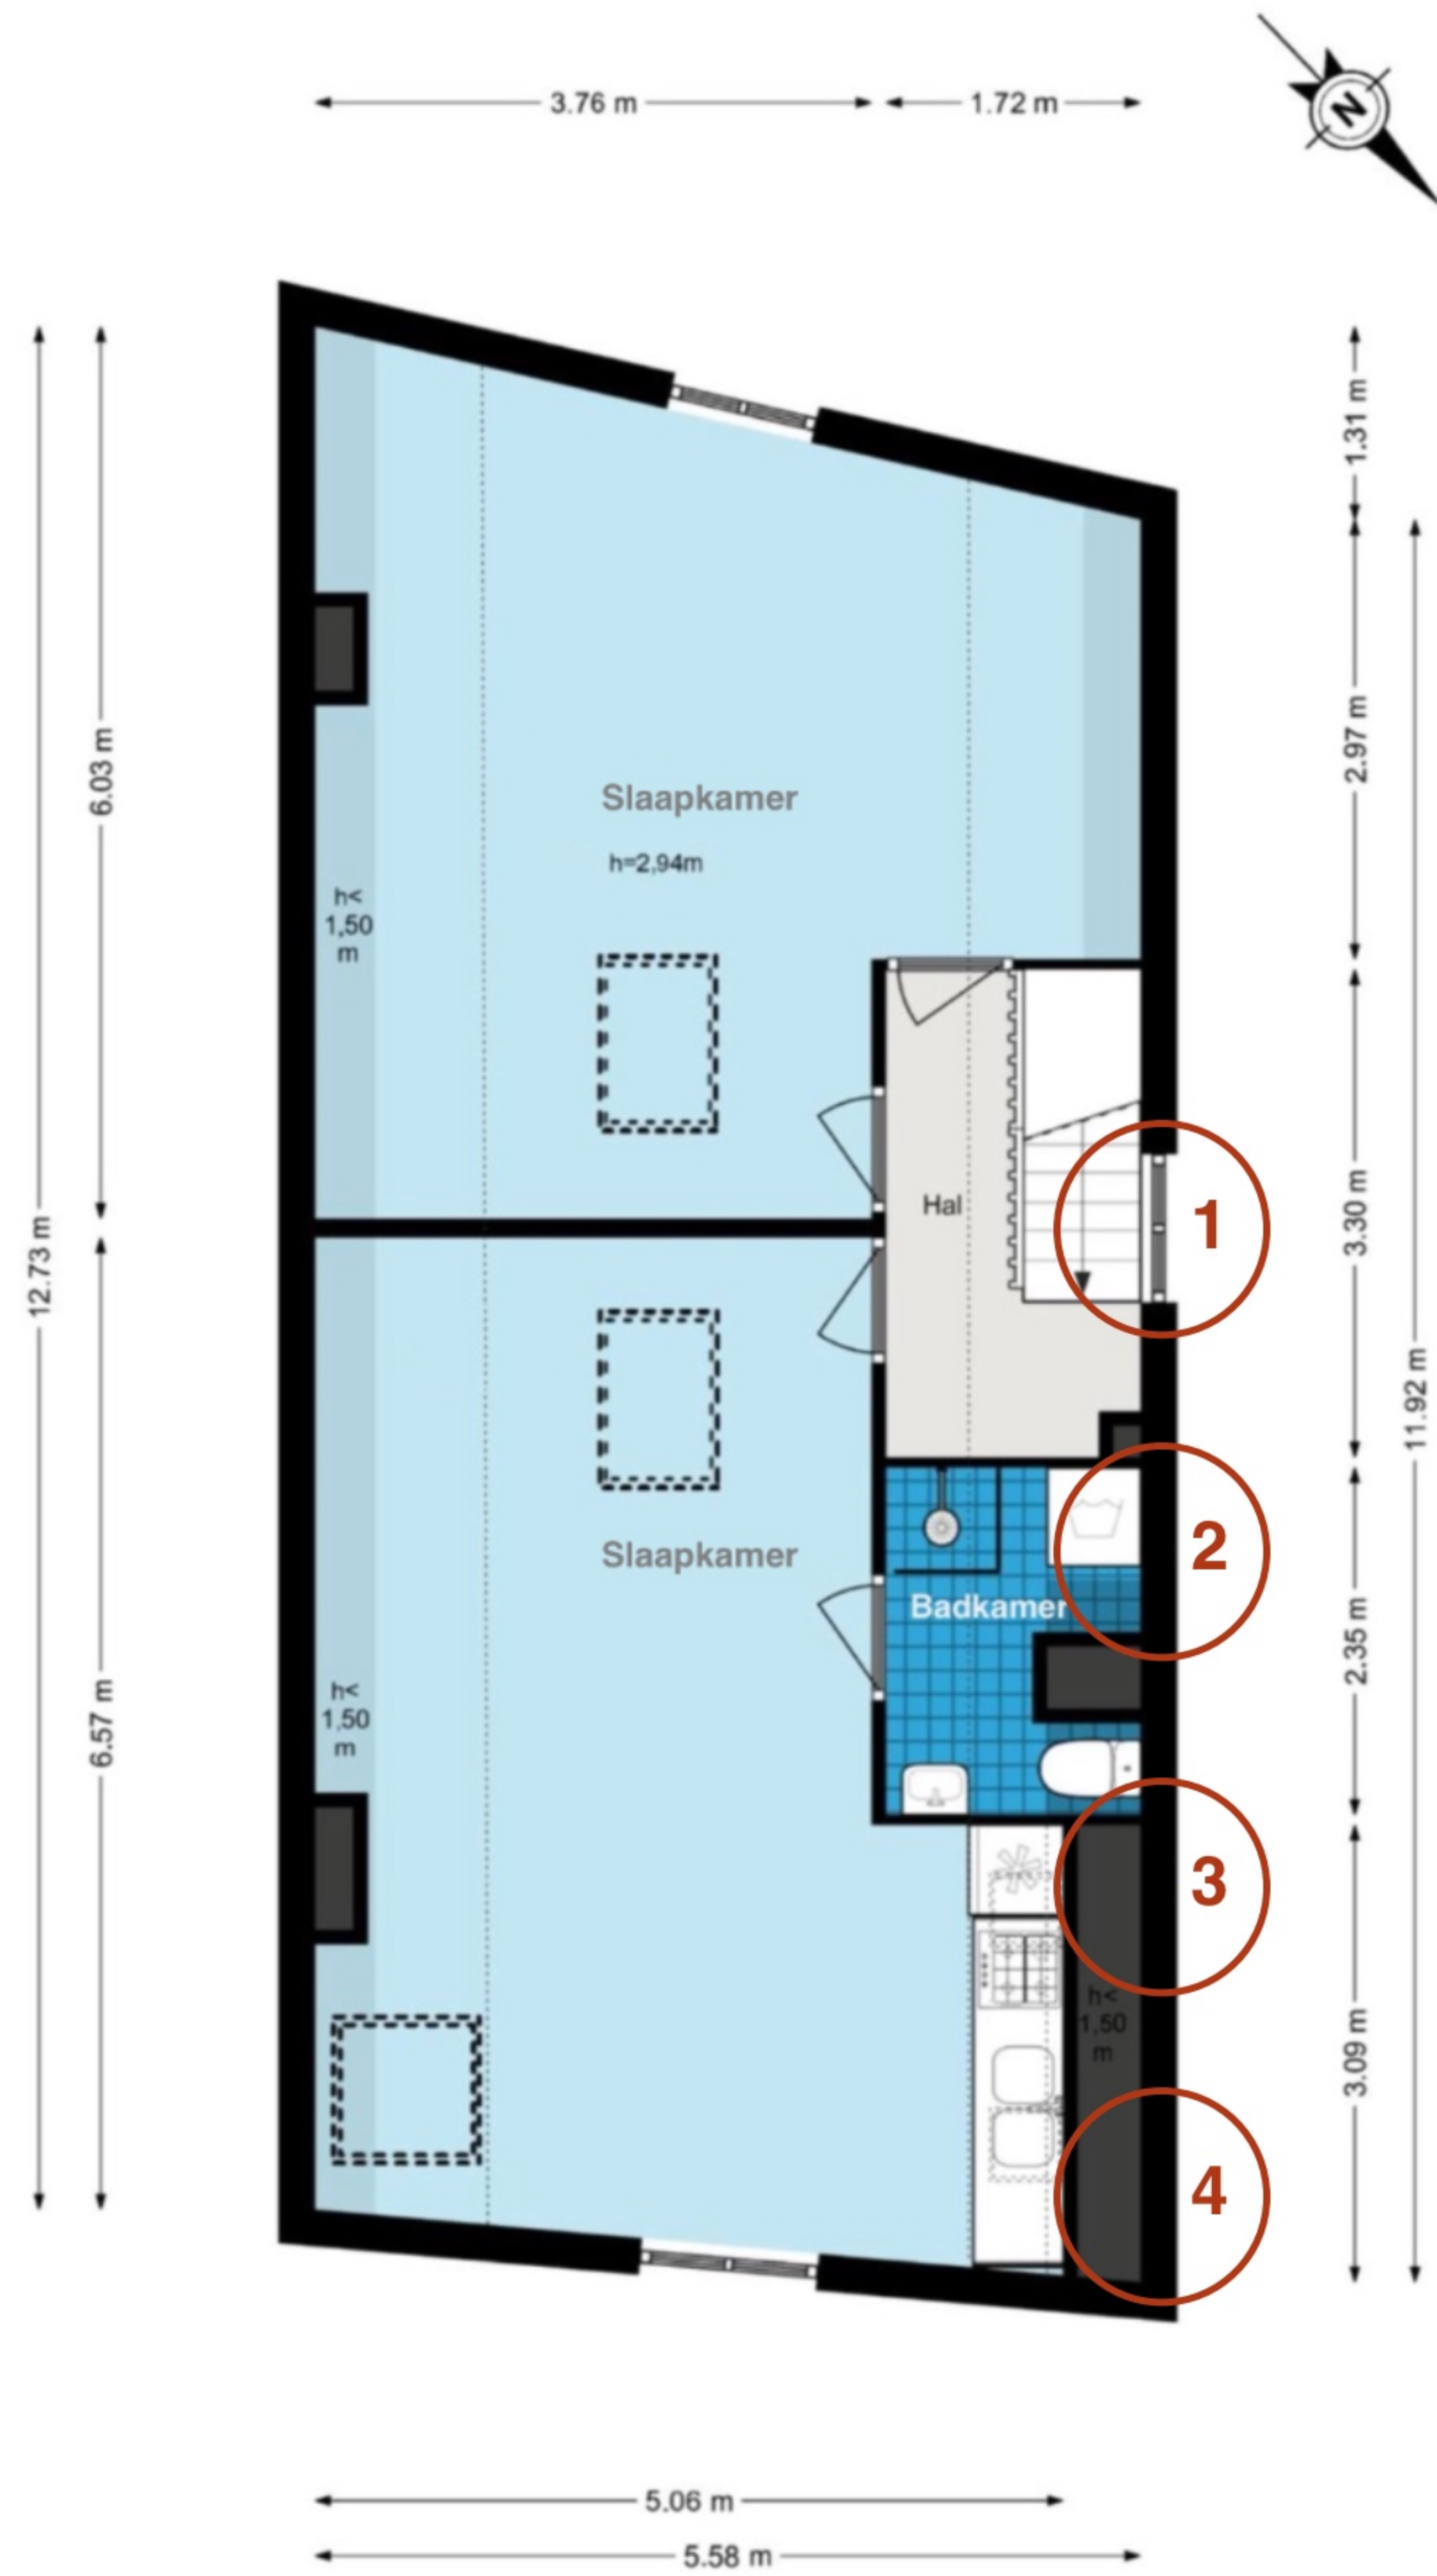 3.76 m
1.72 m
N
1.31 m
2.97 m
6.03 m
Slaapkamer
h=2,94m
h<
1,50
m
12.73 m
3.30 m
Hal
1
11.92 m
2
Slaapkamer
Badkamer
2.35 m
6.57 m
h<
1,50
m
3
h<
1,50
m
3.09 m
4
5.06 m
5.58 m